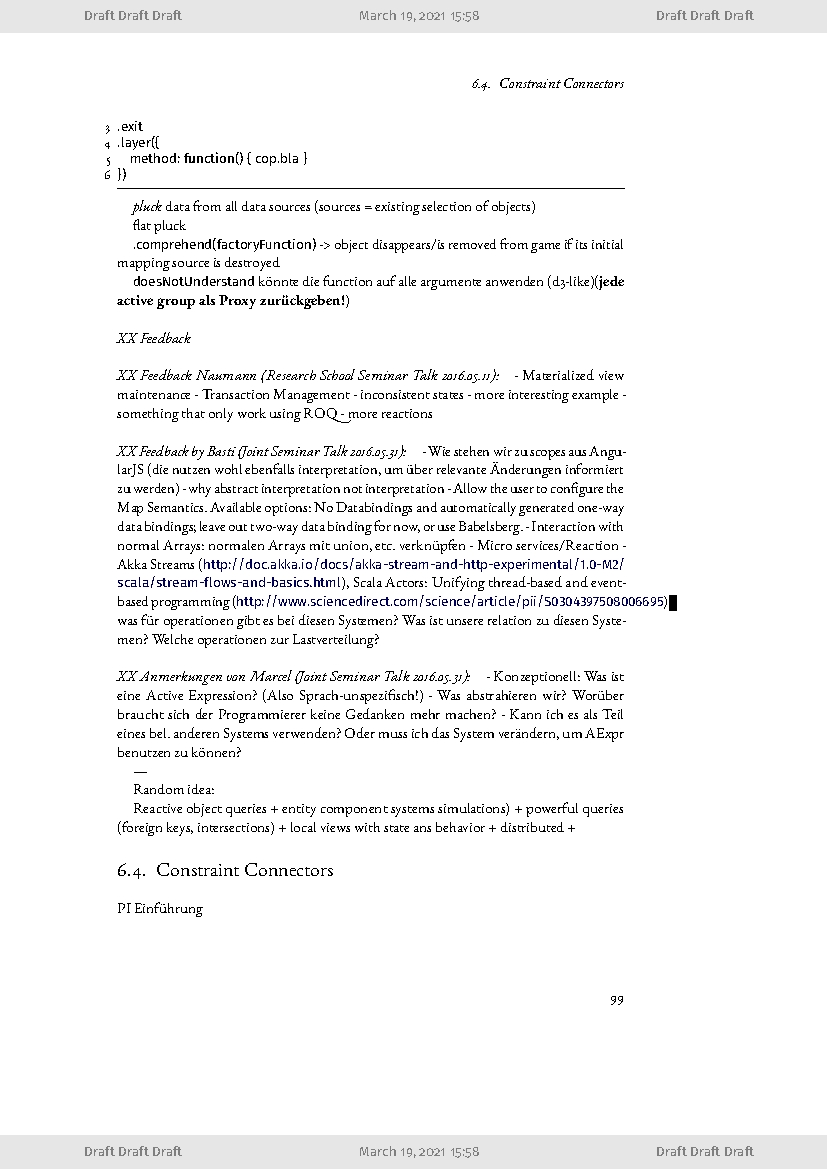 Draft Draft Draft March 19, 2021 15:58 Draft Draft Draft
6.4. Constraint Connectors
3 .exit
4 .layer({
5 method: function() { cop.bla }
6 })
pluck data from all data sources (sources = existing selection of objects)
flat pluck
.comprehend(factoryFunction) -> object disappears/is removed from game if its initial
mapping source is destroyed
doesNotUnderstand könnte die function auf alle argumente anwenden (d3-like)(jede
active group als Proxy zurückgeben!)
XX Feedback
XX Feedback Naumann (Research School Seminar Talk 2016.05.11): - Materialized view
maintenance - Transaction Management - inconsistent states - more interesting example -
something that only work using ROQ - more reactions
XX Feedback by Basti (Joint Seminar Talk 2016.05.31): - Wie stehen wir zu scopes aus Angu-
larJS (die nutzen wohl ebenfalls interpretation, um über relevante Änderungen informiert
zu werden) - why abstract interpretation not interpretation - Allow the user to configure the
Map Semantics. Available options: No Databindings and automatically generated one-way
data bindings; leave out two-way data binding for now, or use Babelsberg. - Interaction with
normal Arrays: normalen Arrays mit union, etc. verknüpfen - Micro services/Reaction -
Akka Streams (http://doc.akka.io/docs/akka-stream-and-http-experimental/1.0-M2/
scala/stream-flows-and-basics.html), Scala Actors: Unifying thread-based and event-
based programming (http://www.sciencedirect.com/science/article/pii/S0304397508006695)
was für operationen gibt es bei diesen Systemen? Was ist unsere relation zu diesen Syste-
men? Welche operationen zur Lastverteilung?
XX Anmerkungen von Marcel (Joint Seminar Talk 2016.05.31): - Konzeptionell: Was ist
eine Active Expression? (Also Sprach-unspezifisch!) - Was abstrahieren wir? Worüber
braucht sich der Programmierer keine Gedanken mehr machen? - Kann ich es als Teil
eines bel. anderen Systems verwenden? Oder muss ich das System verändern, um AExpr
benutzen zu können?
—
Random idea:
Reactive object queries + entity component systems simulations) + powerful queries
(foreign keys, intersections) + local views with state ans behavior + distributed +
6.4. Constraint Connectors
PI Einführung
99
Draft Draft Draft March 19, 2021 15:58 Draft Draft Draft